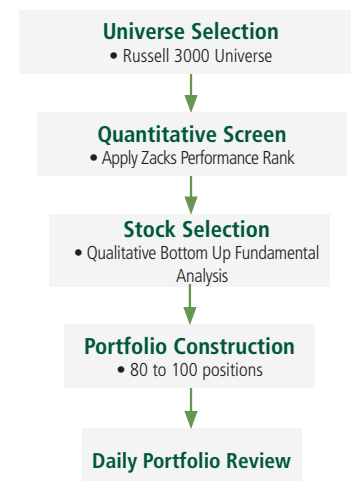 Universe Selection
• Russell 3000 Universe
Quantitative Screen
• Apply Zacks Performance Rank
Stock Selection
• Qualitative Bottom Up Fundamental
Analysis
Portfolio Construction
• 80 to 100 positions
Daily Portfolio Review